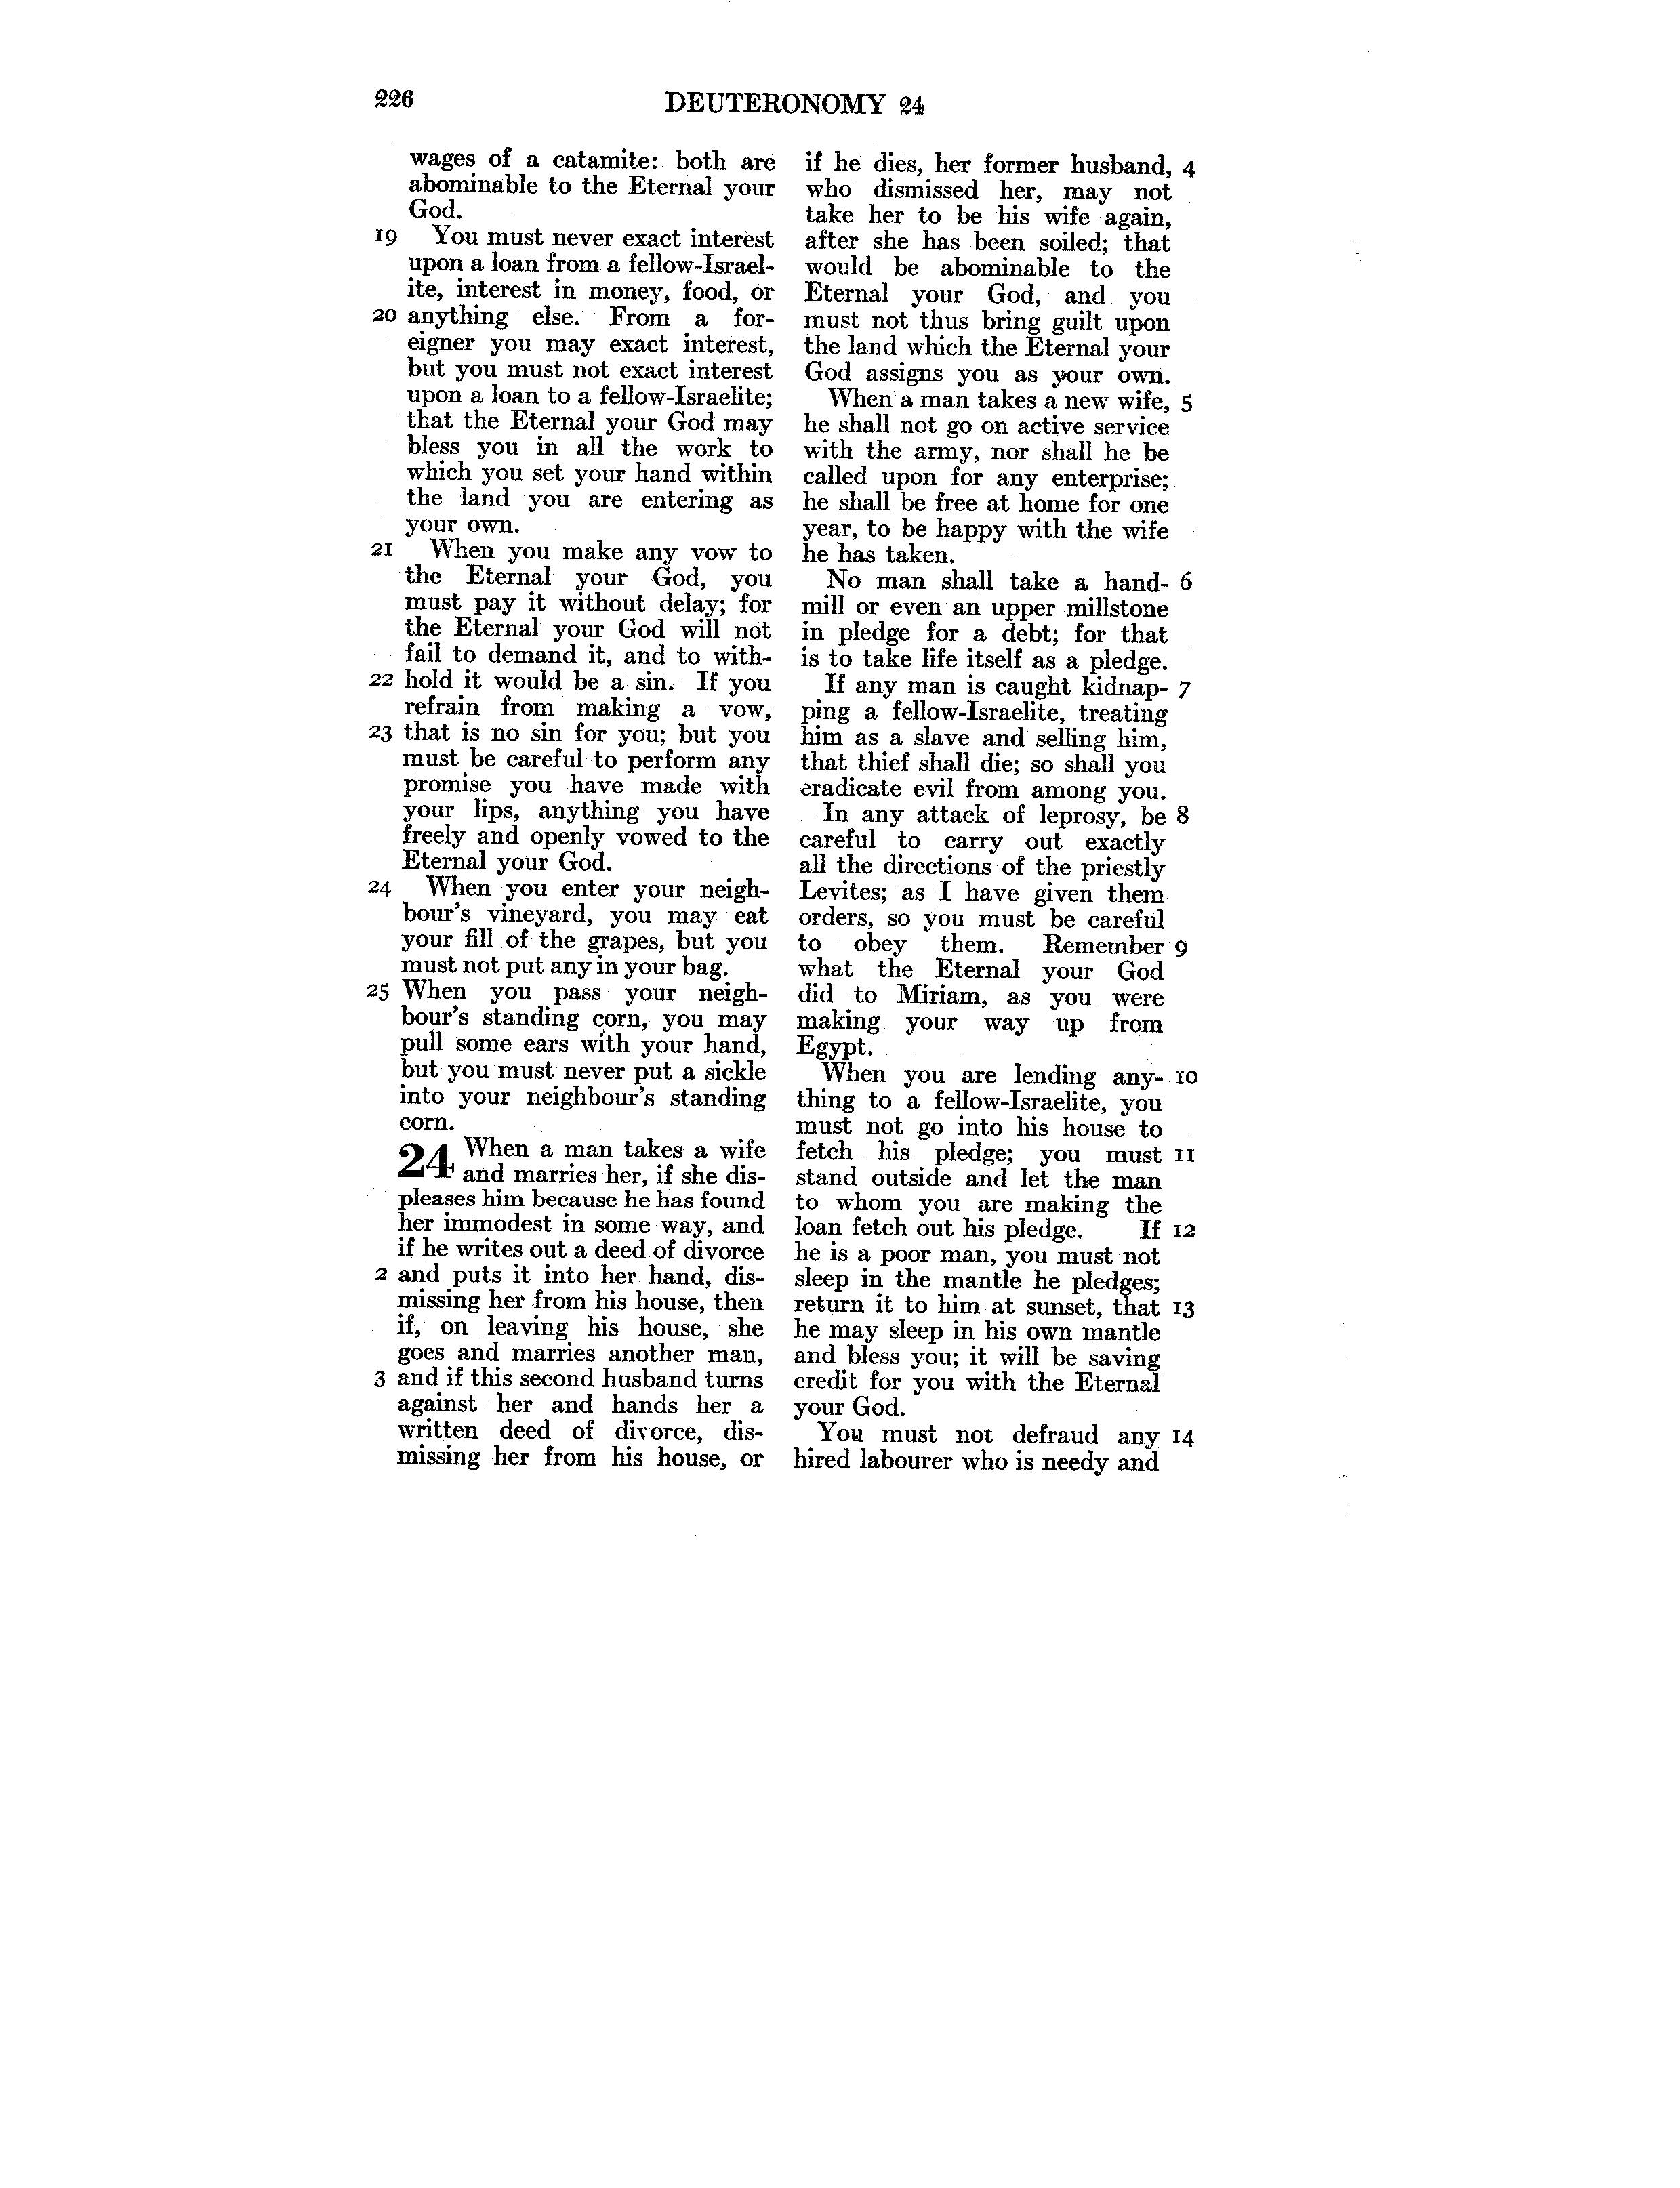 226
DEUTERONOMY 24
wages of a catamite: both are
abominable to the Eternal your
God.
19 You must never exact interest
upon a loan from a fellow-Israel-
ite, interest in money, food, or
20 anything else. From a for-
eigner you may exact interest,
but you must not exact interest
upon a loan to a fellow-Israelite;
that the Eternal your God may
bless you in all the work to
which you set your hand within
the land you are entering as
your own.
21 When you make any vow to
the Eternal your God, you
must pay it without delay; for
the Eternal your God will not
fail to demand it, and to with-
22 hold it would be a sin. If you
refrain from making a vow,
23 that is no sin for you; but you
must be careful to perform any
promise you have made with
your lips, anything you have
freely and openly vowed to the
Eternal your God.
24 When you enter your neigh-
bour's vineyard, you may eat
your fill of the grapes, but you
must not put any in your bag.
25 When you pass your neigh-
bour's standing corn, you may
pull some ears with your hand,
but you must never put a sickle
into your neighbour's standing
corn.
24 When a man takes a wife
and marries her, if she dis-
pleases him because he has found
her immodest in some way, and
if he writes out a deed of divorce
2 and puts it into her hand, dis-
missing her from his house, then
if, on leaving his house, she
goes and marries another man,
3 and if this second husband turns
against her and hands her a
written deed of divorce, dis-
missing her from his house, or
if he dies, her former husband, 4
who dismissed her, may not
take her to be his wife again,
after she has been soiled; that
would be abominable to the
Eternal your God, and you
must not thus bring guilt upon
the land which the Eternal your
God assigns you as your own.
When a man takes a new wife, 5
he shall not go on active service
with the army, nor shall he be
called upon for any enterprise;
he shall be free at home for one
year, to be happy with the wife
he has taken.
No man shall take a hand- 6
mill or even an upper millstone
in pledge for a debt; for that
is to take life itself as a pledge.
If any man is caught kidnap- 7
ping a fellow-Israelite, treating
him as a slave and selling him,
that thief shall die; so shall you
eradicate evil from among you.
In any attack of leprosy, be 8
careful to carry out exactly
all the directions of the priestly
Levites; as I have given them
orders, so you must be careful
to obey them. Remember 9
what the Eternal your God
did to Miriam, as you were
making your way up from
Egypt.
When you are lending any- 10
thing to a fellow-Israelite, you
must not go into his house to
fetch his pledge; you must 11
stand outside and let the man
to whom you are making the
loan fetch out his pledge. If 12
he is a poor man, you must not
sleep in the mantle he pledges;
return it to him at sunset, that 13
he may sleep in his own mantle
and bless you; it will be saving
credit for you with the Eternal
your God.
You must not defraud any 14
hired labourer who is needy and